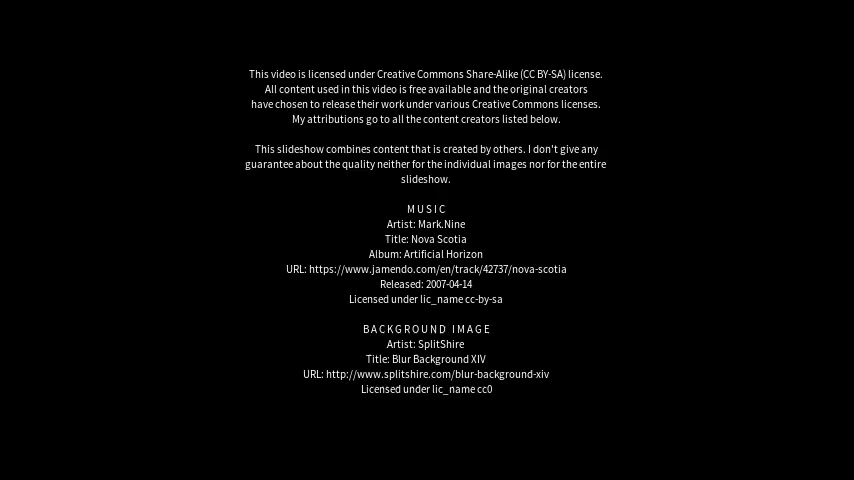 This video is licensed under Creative Commons Share-Alike (CC BY-SA) license.
All content used in this video is free available and the original creators
have chosen to release their work under various Creative Commons licenses.
My attributions go to all the content creators listed below.
This slideshow combines content that is created by others. I don't give any
guarantee about the quality neither for the individual images nor for the entire
slideshow.
MUSIC
Artist: Mark.Nine
Title: Nova Scotia
Album: Artificial Horizon
URL: https://www.jamendo.com/en/track/42737/nova-scotia
Released: 2007-04-14
Licensed under lic_name cc-by-sa
BACKGROUND IMAGE
Artist: SplitShire
Title: Blur Background XIV
URL: http://www.splitshire.com/blur-background-xiv
Licensed under lic_name cc0